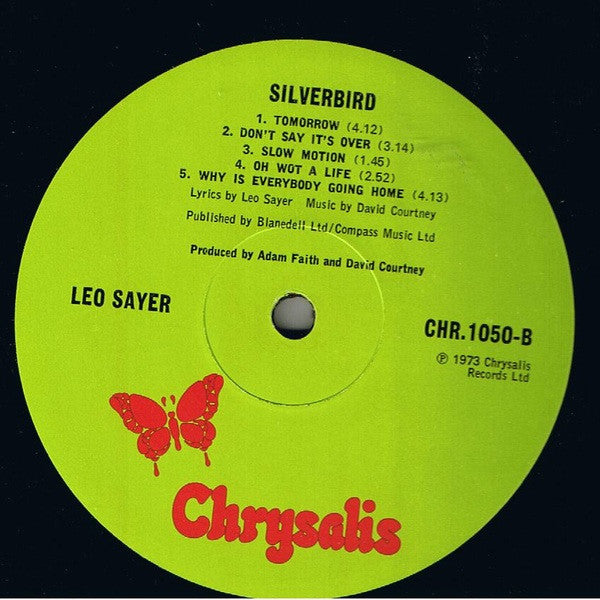 SILVERBIRD
1. TOMORROW (4.12)
2. DON'T SAY IT'S OVER (3.14)
3. SLOW MOTION (1.45)
4. OH WOT A LIFE (2.52)
5. WHY IS EVERYBODY GOING HOME (4.13)
Lyrics by Leo Sayer Music by David Courtney
Published by Blanedell Ltd/Compass Music Ltd
Produced by Adam Faith and David Courtney
LEO SAYER
CHR.1050-B
℗ 1973 Chrysalis
Records Ltd
Chrysalis